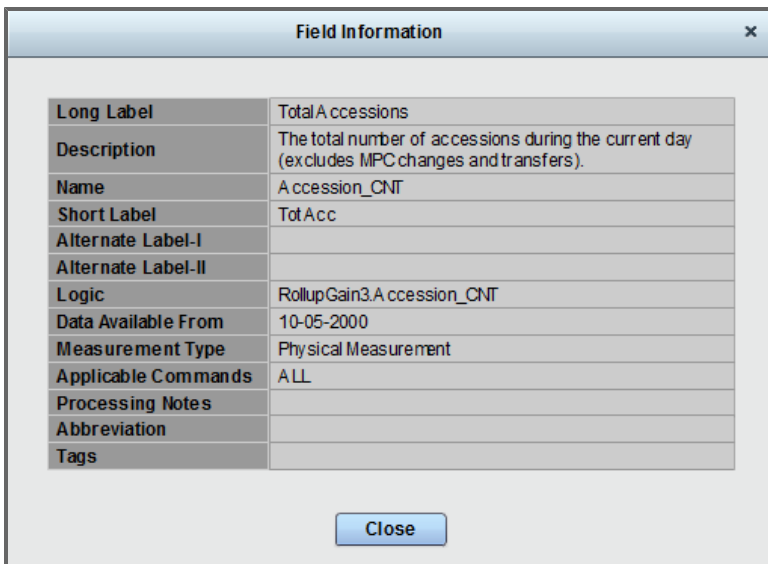 Field Information
×
Long Label TotalAccessions
Description The total number of accessions during the current day
(excludes MPC changes and transfers).
Name Accession_CNT
Short Label TotAcc
Alternate Label-I
Alternate Label-II
Logic RollupGain3.Accession_CNT
Data Available From 10-05-2000
Measurement Type Physical Measurement
Applicable Commands ALL
Processing Notes
Abbreviation
Tags
Close